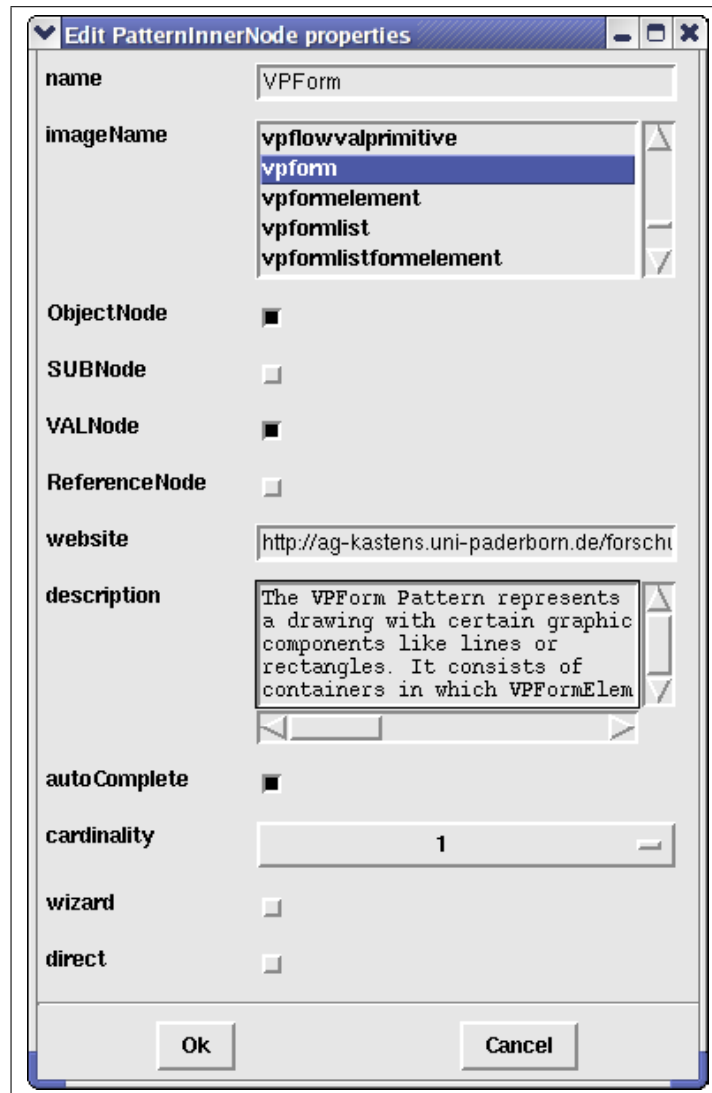 Edit PatternInnerNode properties
name
VPForm
imageName
vpflowvalprimitive
vpform
vpformelement
vpformlist
vpformlistformelement
ObjectNode
SUBNode
VALNode
ReferenceNode
website
http://ag-kastens.uni-paderborn.de/forschu
description
The VPForm Pattern represents
a drawing with certain graphic
components like lines or
rectangles. It consists of
containers in which VPFormElem
autoComplete
cardinality
1
wizard
direct
Ok
Cancel